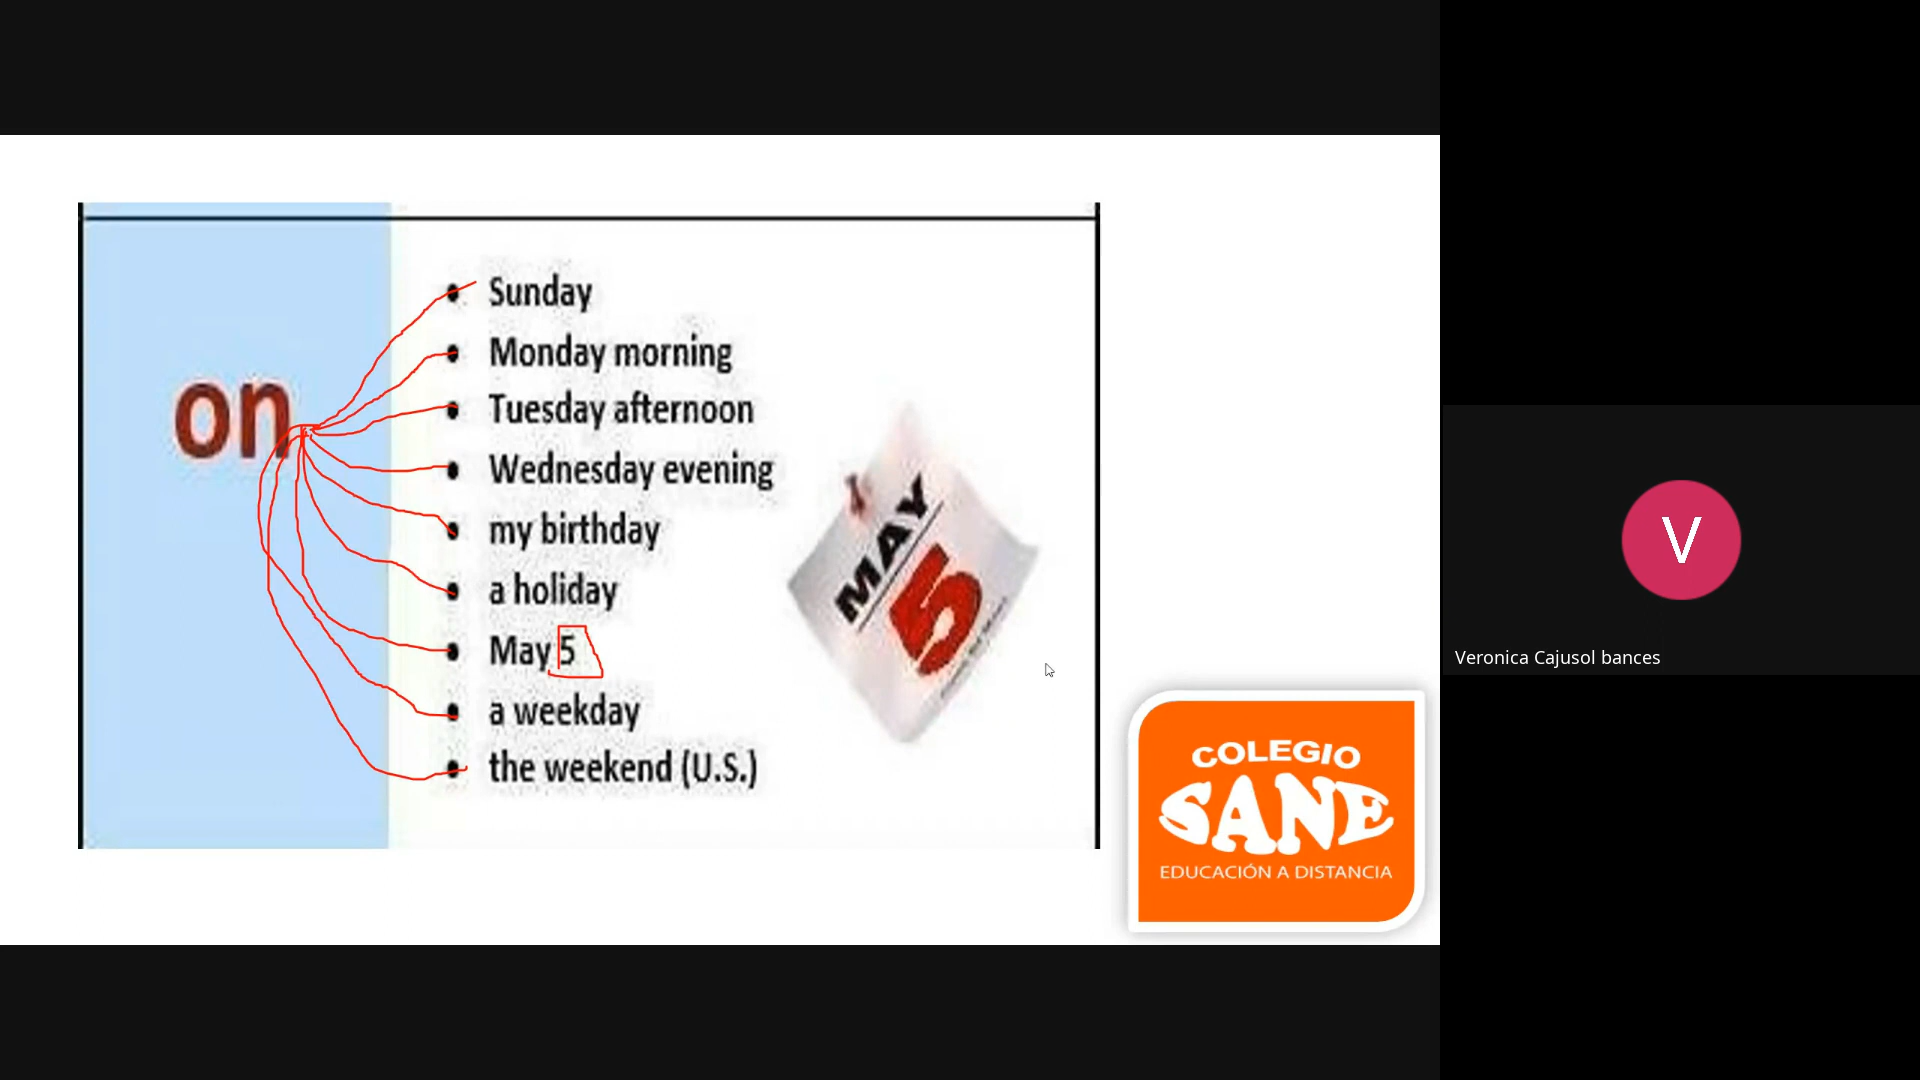 on
Sunday
Monday morning
Tuesday afternoon
Wednesday evening
my birthday
a holiday
May 5
a weekday
the weekend (U.S.)
MAY
5
COLEGIO
SANE
EDUCACIÓN A DISTANCIA
V
Veronica Cajusol bances